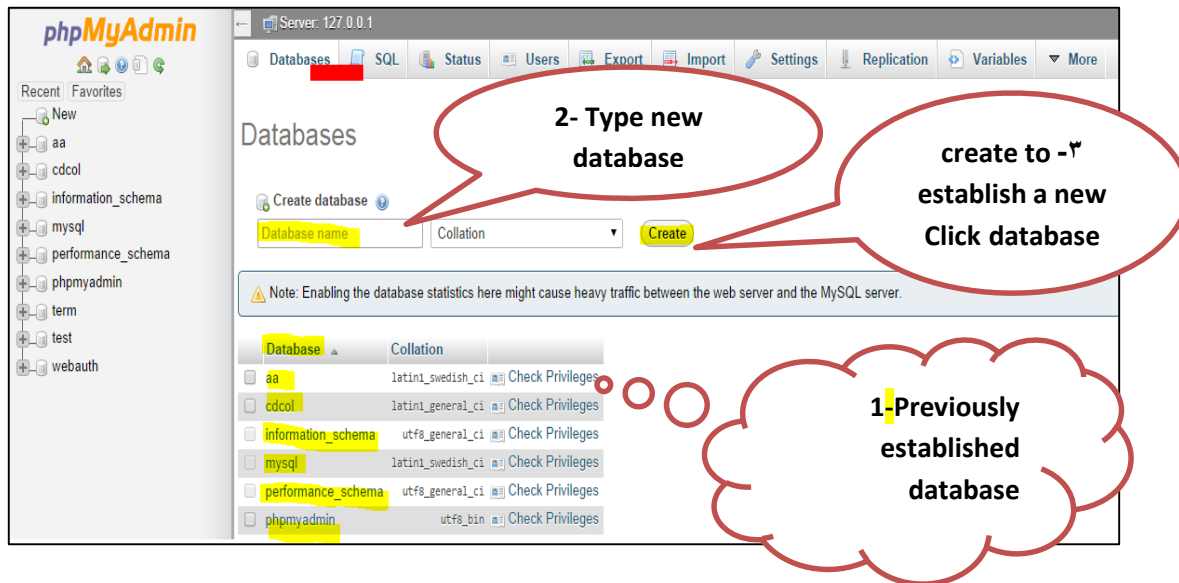 phpMyAdmin
Recent Favorites
New
aa
cdcol
information_schema
mysql
performance_schema
phpmyadmin
term
test
webauth
← Server: 127.0.0.1
Databases SQL Status Users Export Import Settings Replication Variables ▼ More
Databases
Create database
Database name Collation ▼ Create
Note: Enabling the database statistics here might cause heavy traffic between the web server and the MySQL server.
Database ▲ Collation
aa latin1_swedish_ci Check Privileges
cdcol latin1_general_ci Check Privileges
information_schema utf8_general_ci Check Privileges
mysql latin1_swedish_ci Check Privileges
performance_schema utf8_general_ci Check Privileges
phpmyadmin utf8_bin Check Privileges
2- Type new
database
create to -٣
establish a new
Click database
1-Previously
established
database